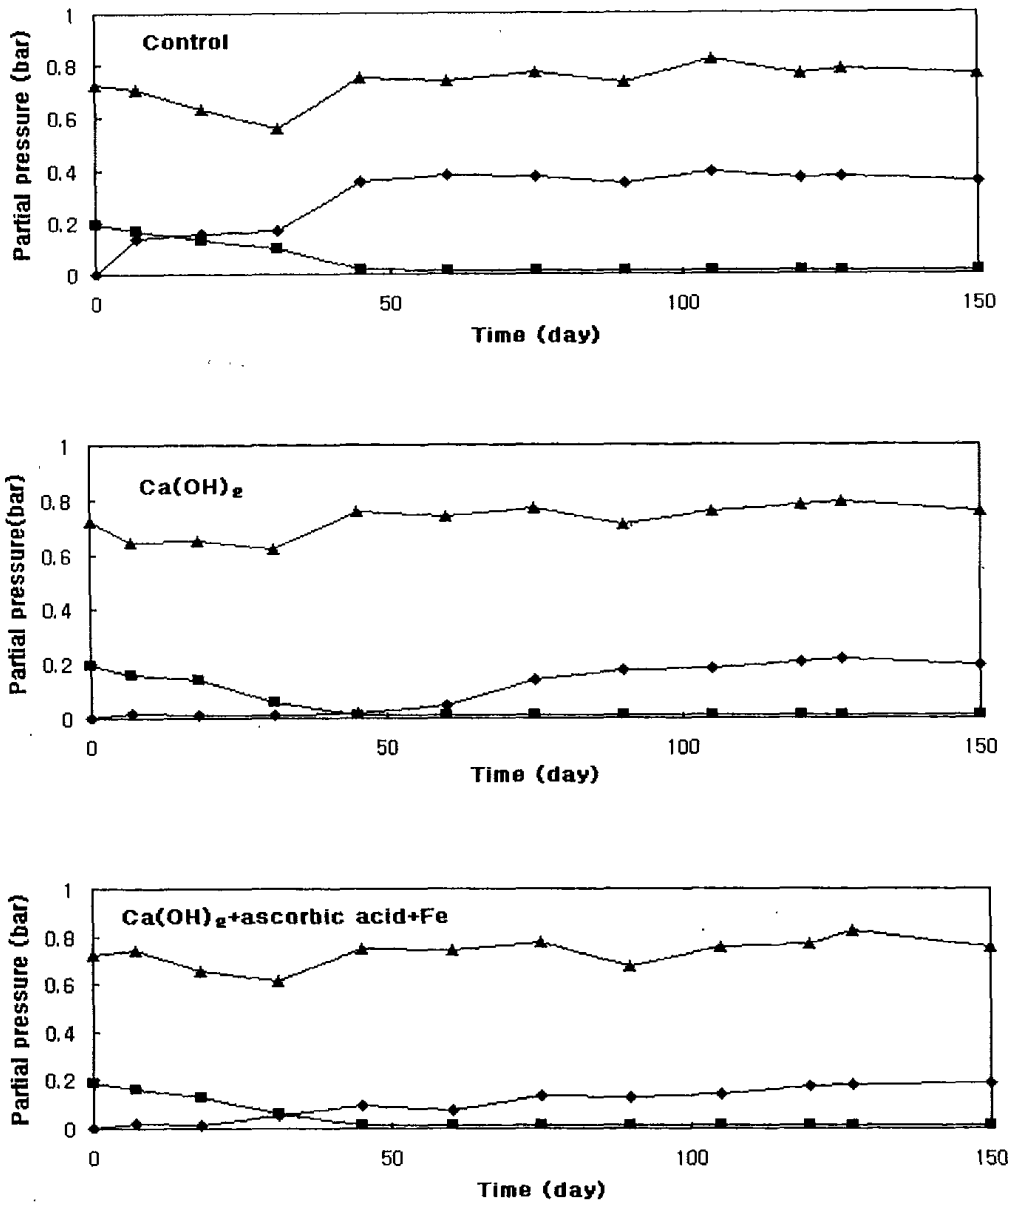 1
Control
0.8
0.6
0.4
0.2
0
Partial pressure (bar)
0 50 100 150
Time (day)
1
Ca(OH)₂
0.8
0.6
0.4
0.2
0
Partial pressure(bar)
0 50 100 150
Time (day)
1
Ca(OH)₂+ascorbic acid+Fe
0.8
0.6
0.4
0.2
0
Partial pressure (bar)
0 50 100 150
Time (day)